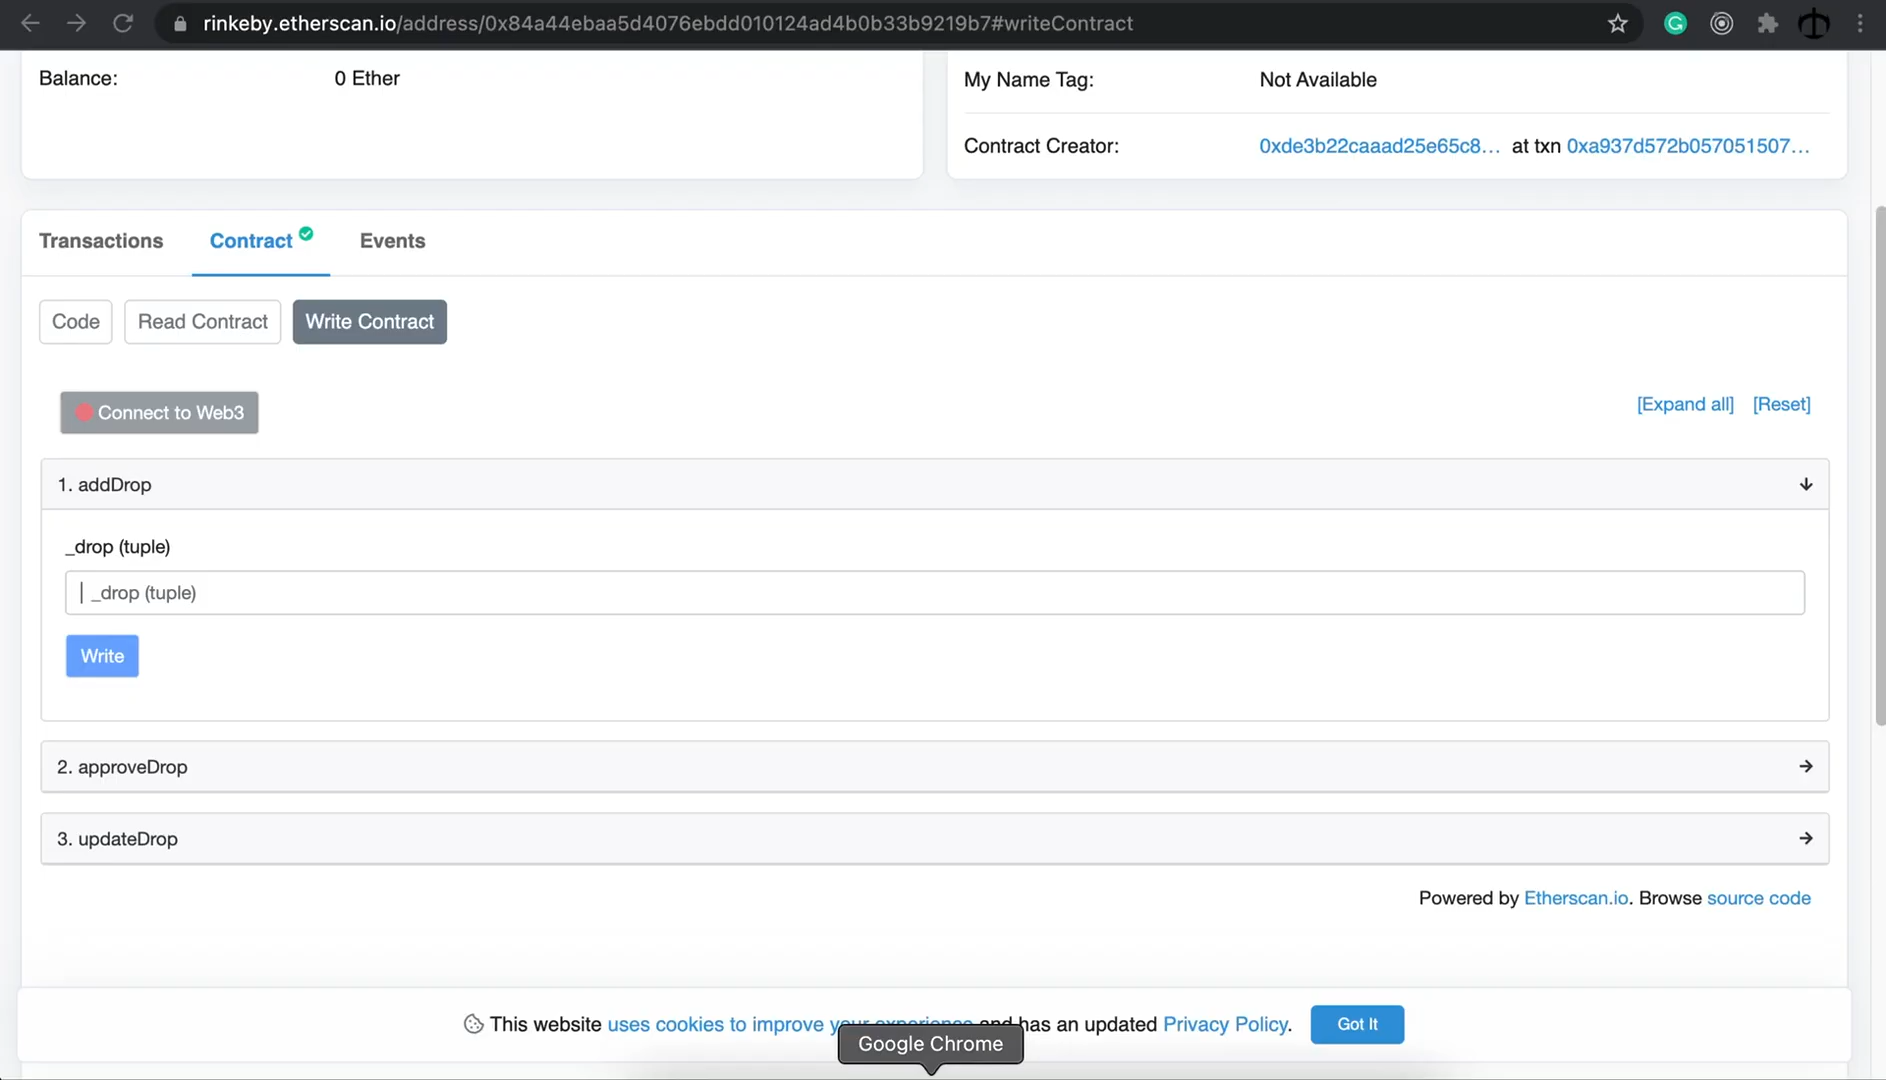 rinkeby.etherscan.io/address/0x84a44ebaa5d4076ebdd010124ad4b0b33b9219b7#writeContract
Balance: 0 Ether
My Name Tag: Not Available
Contract Creator: 0xde3b22caaad25e65c8... at txn 0xa937d572b057051507...
Transactions Contract Events
Code Read Contract Write Contract
Connect to Web3 [Expand all] [Reset]
1. addDrop
_drop (tuple)
_drop (tuple)
Write
2. approveDrop
3. updateDrop
Powered by Etherscan.io. Browse source code
This website uses cookies to improve your experience and has an updated Privacy Policy. Got It
Google Chrome